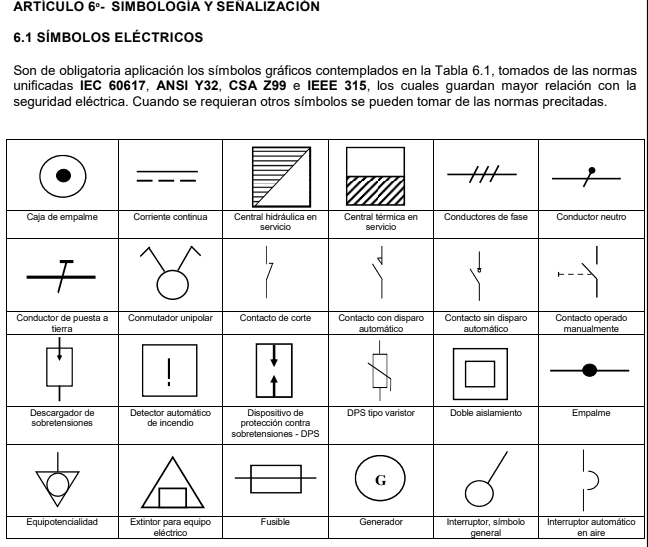 ARTÍCULO 6º- SIMBOLOGÍA Y SEÑALIZACIÓN
6.1 SÍMBOLOS ELÉCTRICOS
Son de obligatoria aplicación los símbolos gráficos contemplados en la Tabla 6.1, tomados de las normas
unificadas IEC 60617, ANSI Y32, CSA Z99 e IEEE 315, los cuales guardan mayor relación con la
seguridad eléctrica. Cuando se requieran otros símbolos se pueden tomar de las normas precitadas.
Caja de empalme
Corriente continua
Central hidráulica en
servicio
Central térmica en
servicio
Conductores de fase
Conductor neutro
Conductor de puesta a
tierra
Conmutador unipolar
Contacto de corte
Contacto con disparo
automático
Contacto sin disparo
automático
Contacto operado
manualmente
Descargador de
sobretensiones
Detector automático
de incendio
Dispositivo de
protección contra
sobretensiones - DPS
DPS tipo varistor
Doble aislamiento
Empalme
G
Equipotencialidad
Extintor para equipo
eléctrico
Fusible
Generador
Interruptor, símbolo
general
Interruptor automático
en aire